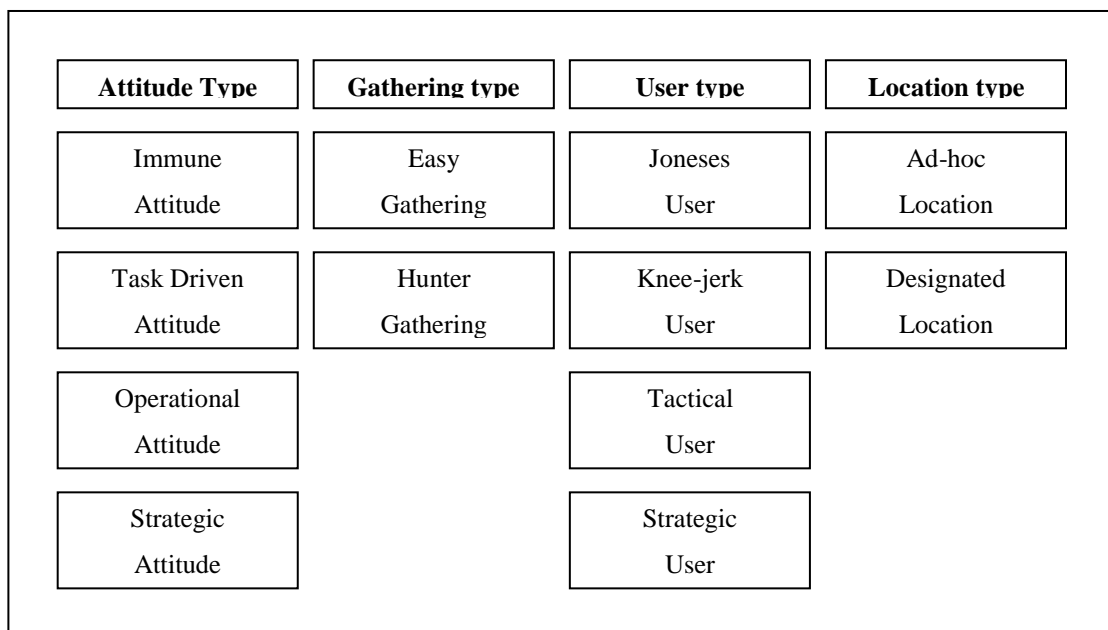 Attitude Type Gathering type User type Location type
Immune Easy Joneses Ad-hoc
Attitude Gathering User Location
Task Driven Hunter Knee-jerk Designated
Attitude Gathering User Location
Operational Tactical
Attitude User
Strategic Strategic
Attitude User